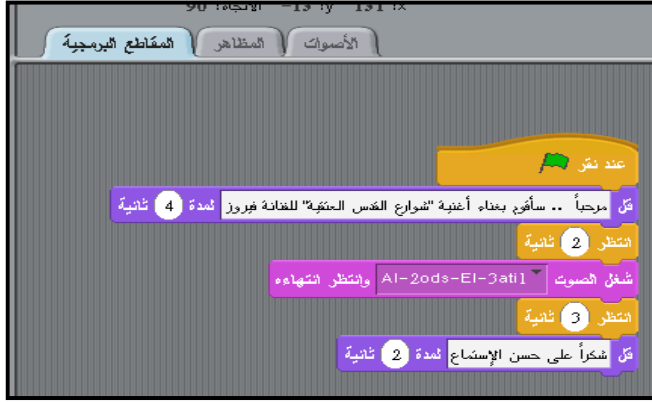 x: 131 y: -13 الاتجاه: 90
المقاطع البرمجية المظاهر الأصوات
عند نقر
قل مرحباً .. سأقوم بغناء أغنية "شوارع القدس العتيقة" للفنانة فيروز لمدة 4 ثانية
انتظر 2 ثانية
شغل الصوت Al-2ods-El-3ati1 وانتظر انتهاءه
انتظر 3 ثانية
قل شكراً على حسن الإستماع لمدة 2 ثانية